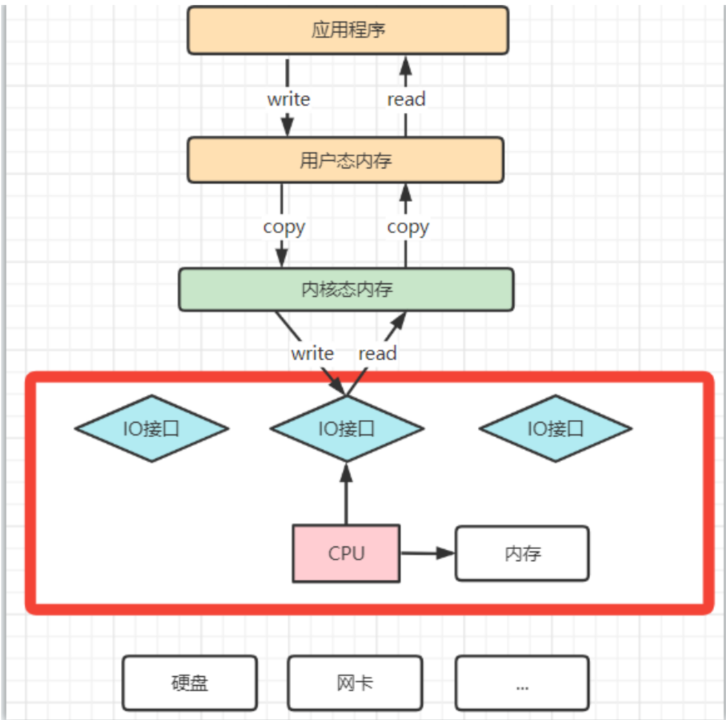 应用程序
write
read
用户态内存
copy
copy
内核态内存
write
read
IO接口
IO接口
IO接口
CPU
内存
硬盘
网卡
...